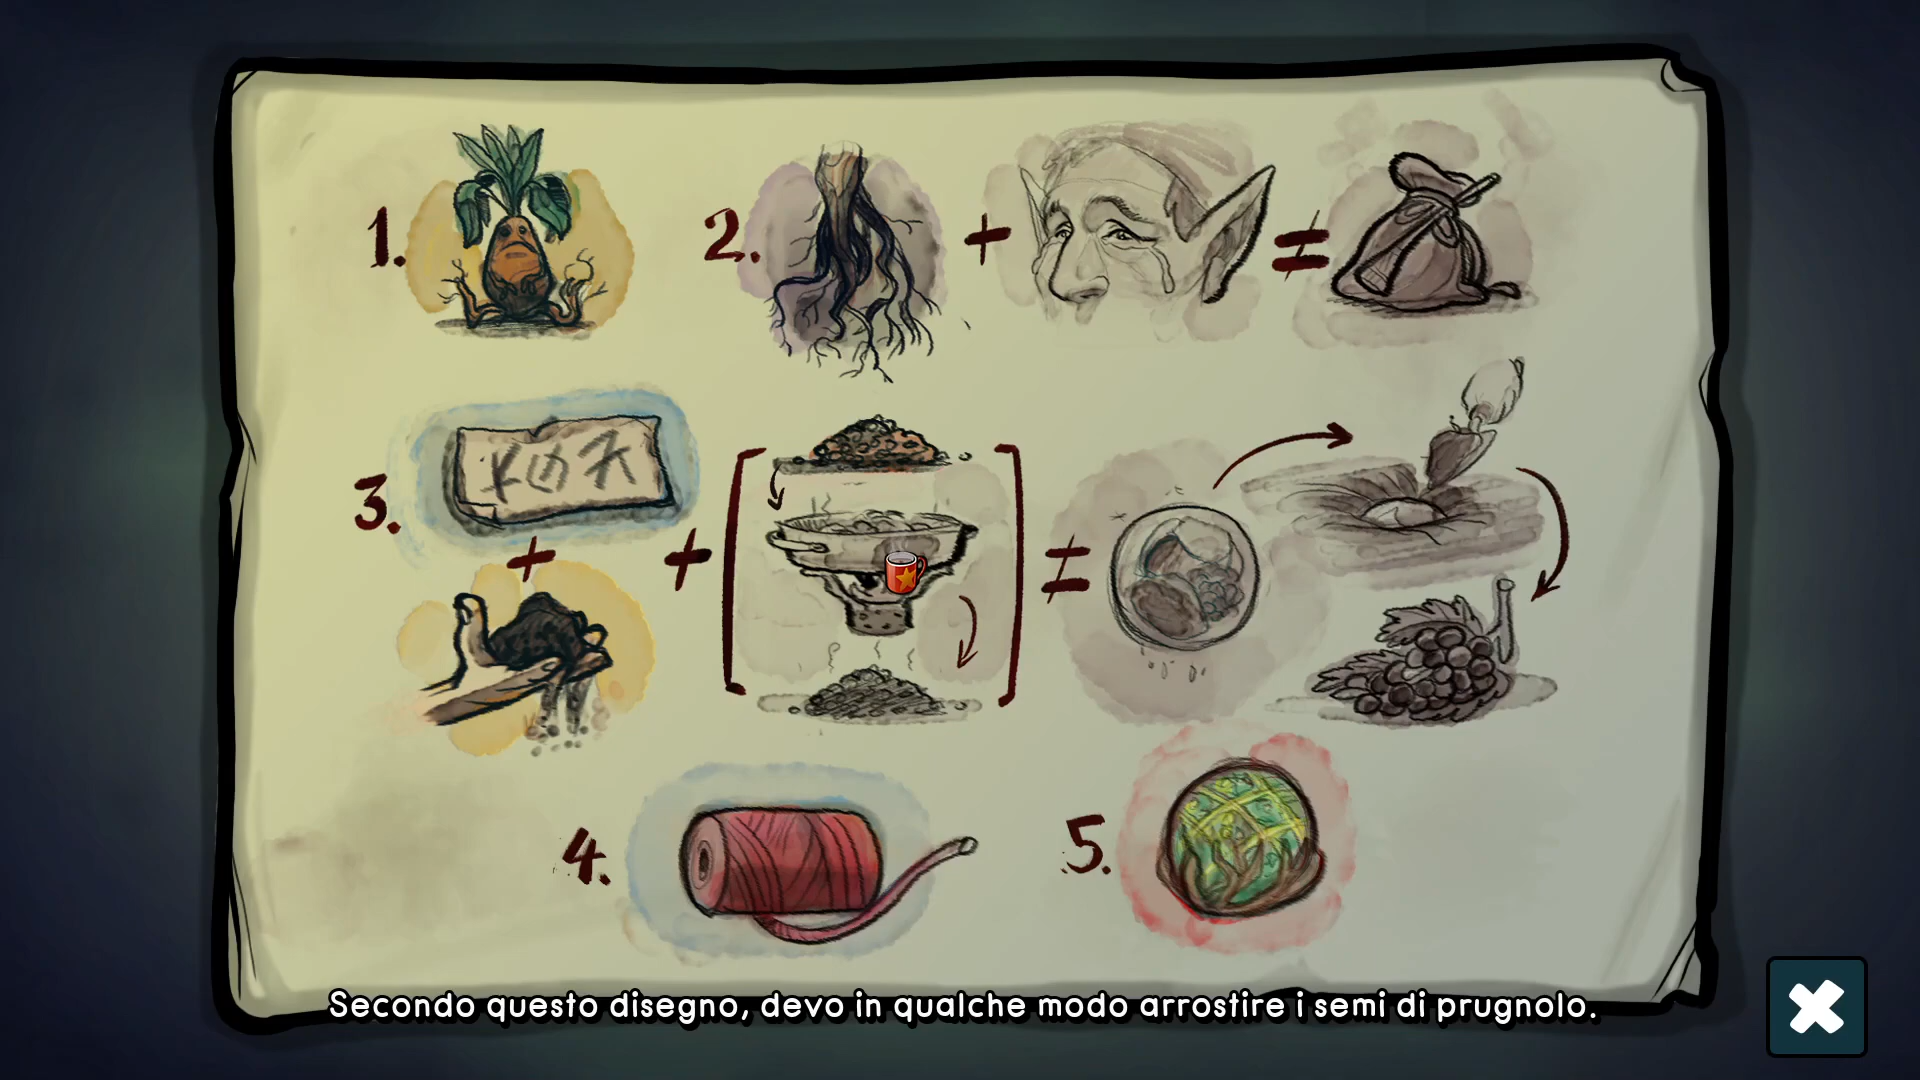 1. 2. + =
3. + + [ ] =
4. 5.
Secondo questo disegno, devo in qualche modo arrostire i semi di prugnolo.